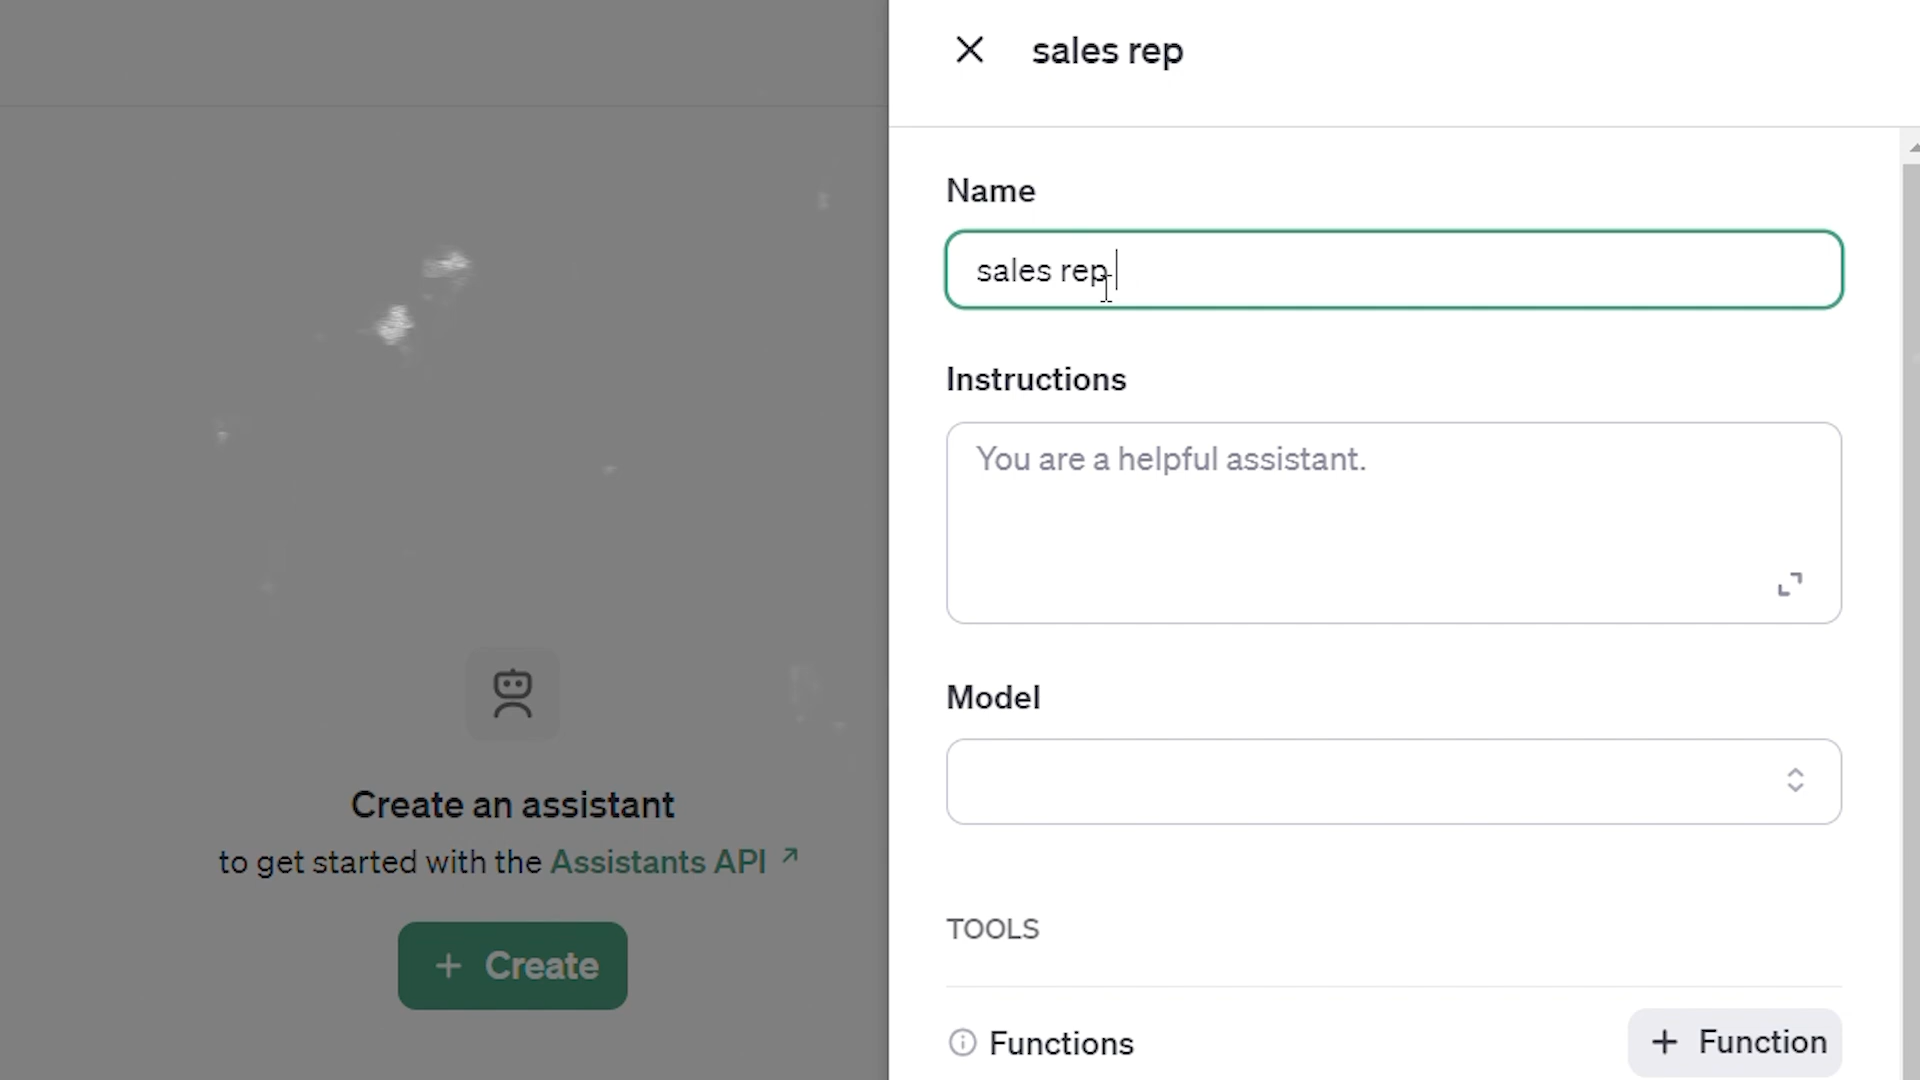 Create an assistant
to get started with the Assistants API
Create
sales rep
Name
sales rep
Instructions
You are a helpful assistant.
Model
TOOLS
Functions
Function